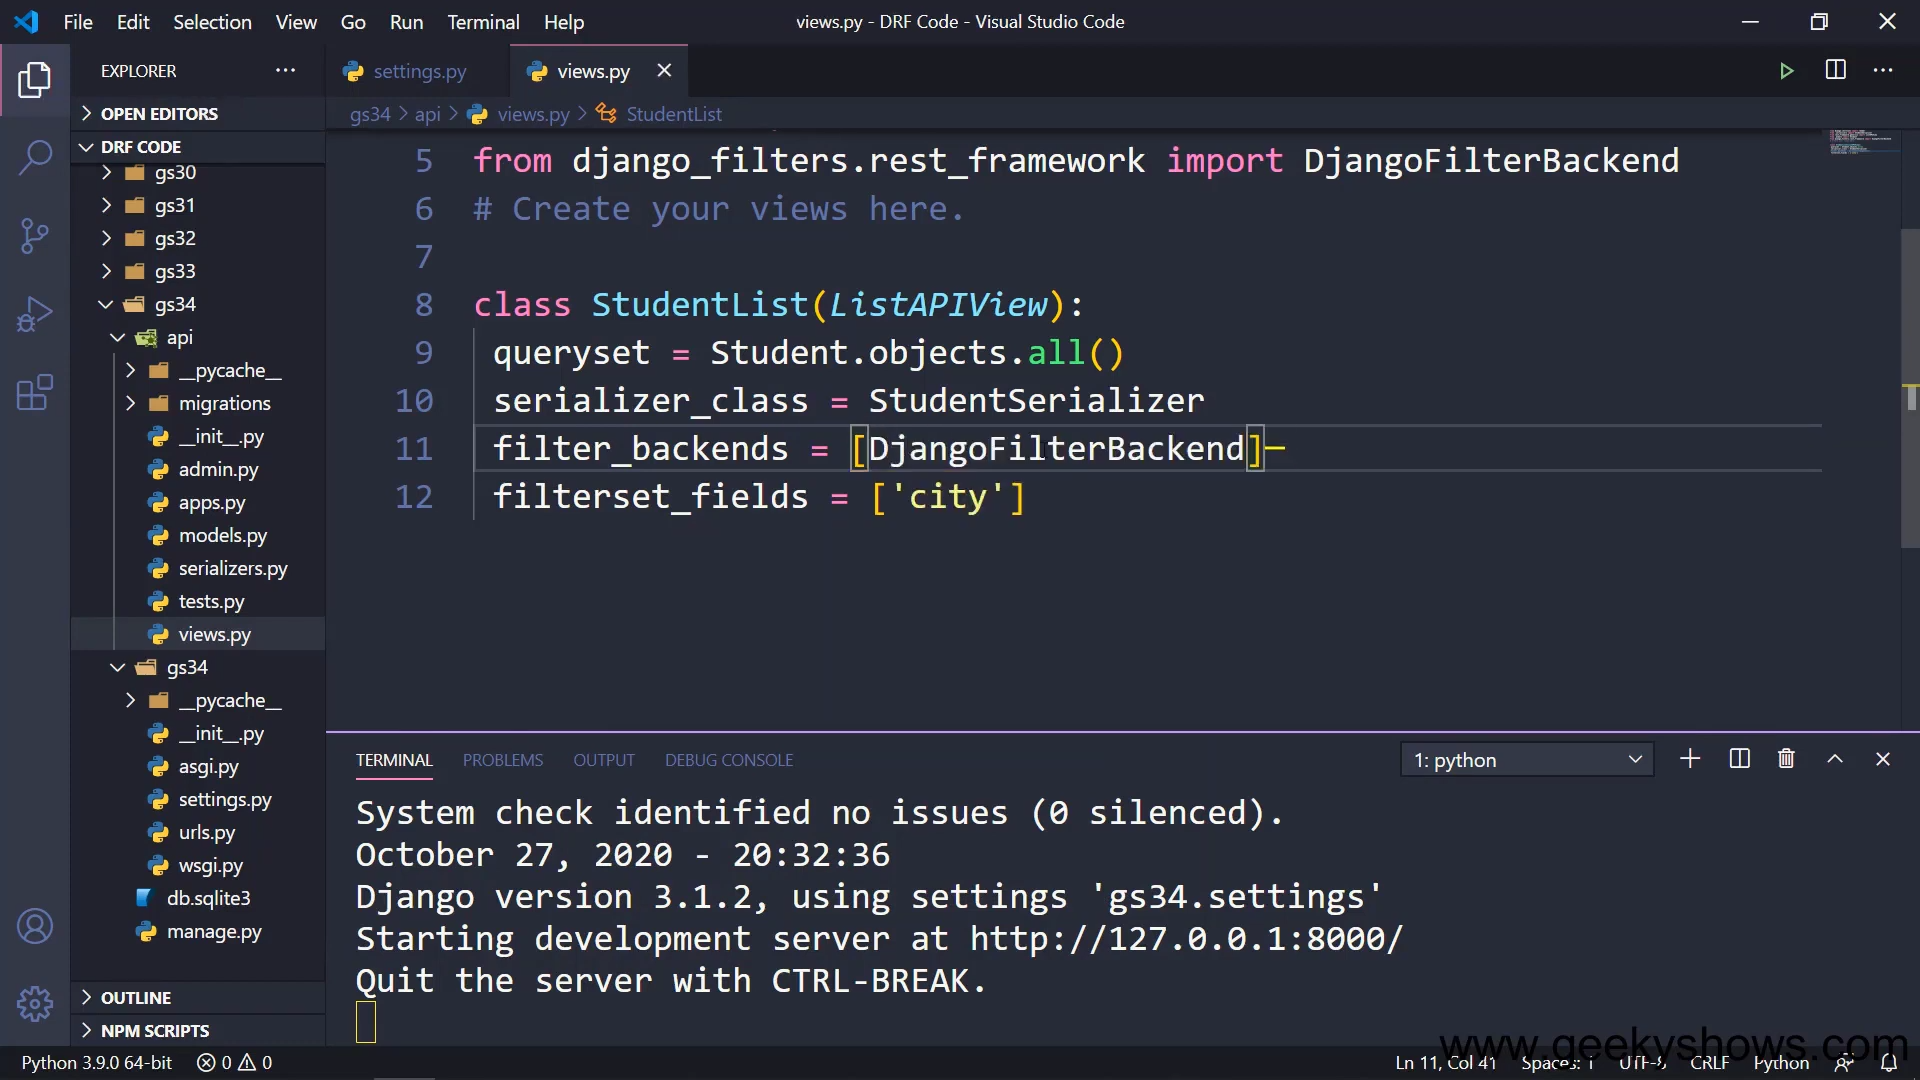 File Edit Selection View Go Run Terminal Help
views.py - DRF Code - Visual Studio Code
EXPLORER
settings.py
views.py
OPEN EDITORS
gs34 > api > views.py > StudentList
DRF CODE
gs30
gs31
gs32
gs33
gs34
api
__pycache__
migrations
__init__.py
admin.py
apps.py
models.py
serializers.py
tests.py
views.py
gs34
__pycache__
__init__.py
asgi.py
settings.py
urls.py
wsgi.py
db.sqlite3
manage.py
OUTLINE
NPM SCRIPTS
5 from django_filters.rest_framework import DjangoFilterBackend
6 # Create your views here.
7
8 class StudentList(ListAPIView):
9 queryset = Student.objects.all()
10 serializer_class = StudentSerializer
11 filter_backends = [DjangoFilterBackend]
12 filterset_fields = ['city']
TERMINAL PROBLEMS OUTPUT DEBUG CONSOLE
1: python
System check identified no issues (0 silenced).
October 27, 2020 - 20:32:36
Django version 3.1.2, using settings 'gs34.settings'
Starting development server at http://127.0.0.1:8000/
Quit the server with CTRL-BREAK.
www.geekyshows.com
Python 3.9.0 64-bit 0 0
Ln 11, Col 41 Spaces: 1 UTF-8 CRLF Python